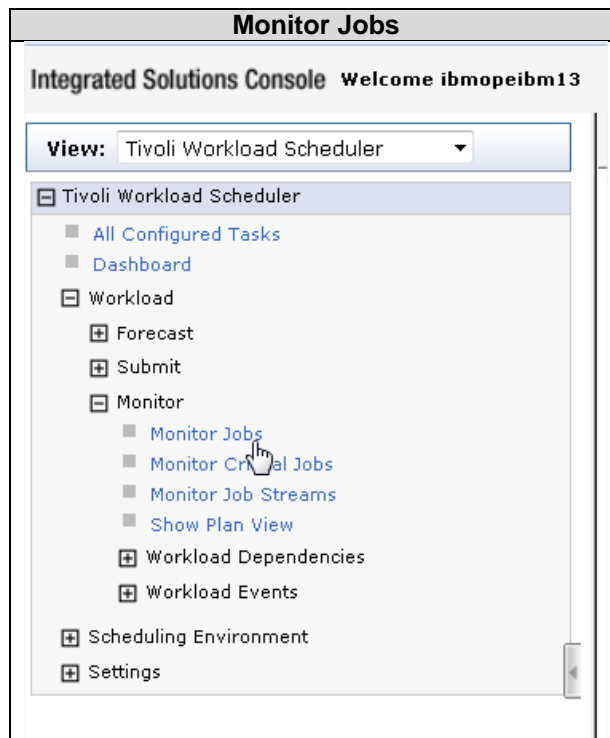 Monitor Jobs
Integrated Solutions Console Welcome ibmopeibm13
View: Tivoli Workload Scheduler
Tivoli Workload Scheduler
All Configured Tasks
Dashboard
Workload
Forecast
Submit
Monitor
Monitor Jobs
Monitor Critical Jobs
Monitor Job Streams
Show Plan View
Workload Dependencies
Workload Events
Scheduling Environment
Settings